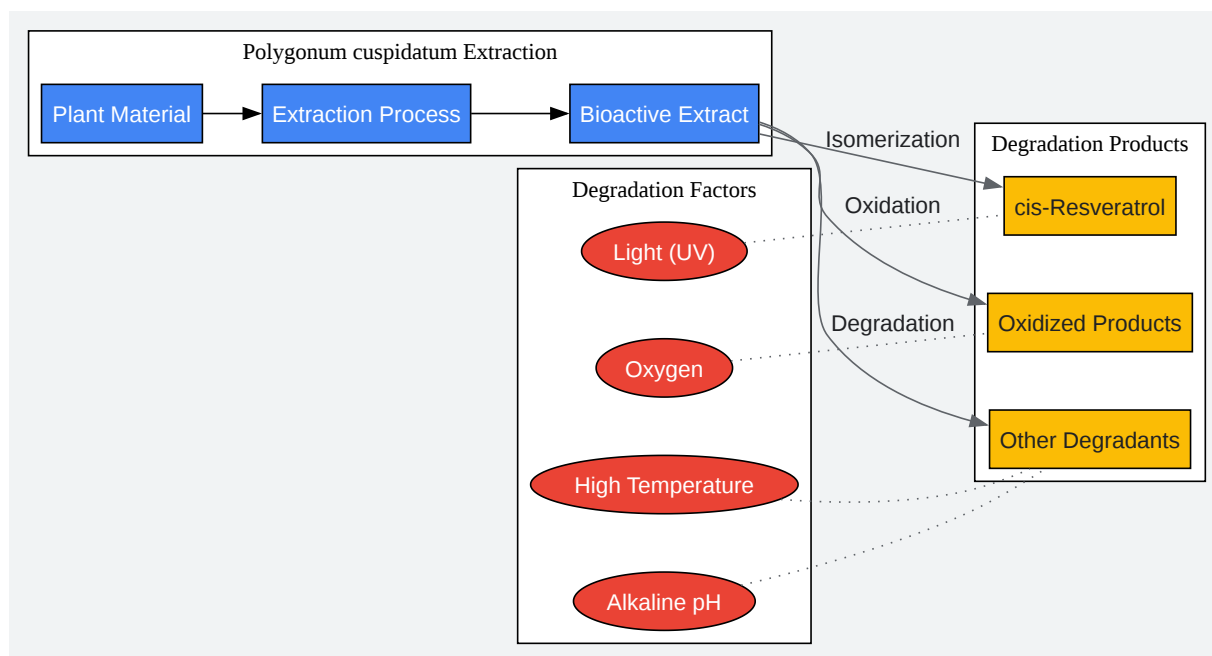 Polygonum cuspidatum Extraction
Plant Material
Extraction Process
Bioactive Extract
Isomerization
Oxidation
Degradation
Degradation Factors
Light (UV)
Oxygen
High Temperature
Alkaline pH
Degradation Products
cis-Resveratrol
Oxidized Products
Other Degradants